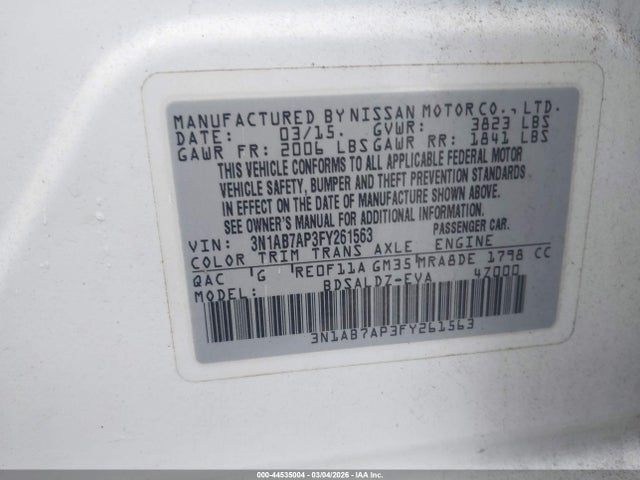 MANUFACTURED BY NISSAN MOTOR CO., LTD.
DATE: 03/15. GVWR: 3823 LBS
GAWR FR: 2006 LBS GAWR RR: 1841 LBS
THIS VEHICLE CONFORMS TO ALL APPLICABLE FEDERAL MOTOR
VEHICLE SAFETY, BUMPER AND THEFT PREVENTION STANDARDS
IN EFFECT ON THE DATE OF MANUFACTURE SHOWN ABOVE.
SEE OWNER'S MANUAL FOR ADDITIONAL INFORMATION.
VIN: 3N1AB7AP3FY261563 PASSENGER CAR.
COLOR TRIM TRANS AXLE ENGINE
QAC G RE0F11A GM35 MRA8DE 1798 CC
MODEL: BDSALDZ-EVA 47000
3N1AB7AP3FY261563
000-44535004 - 03/04/2026 - IAA Inc.